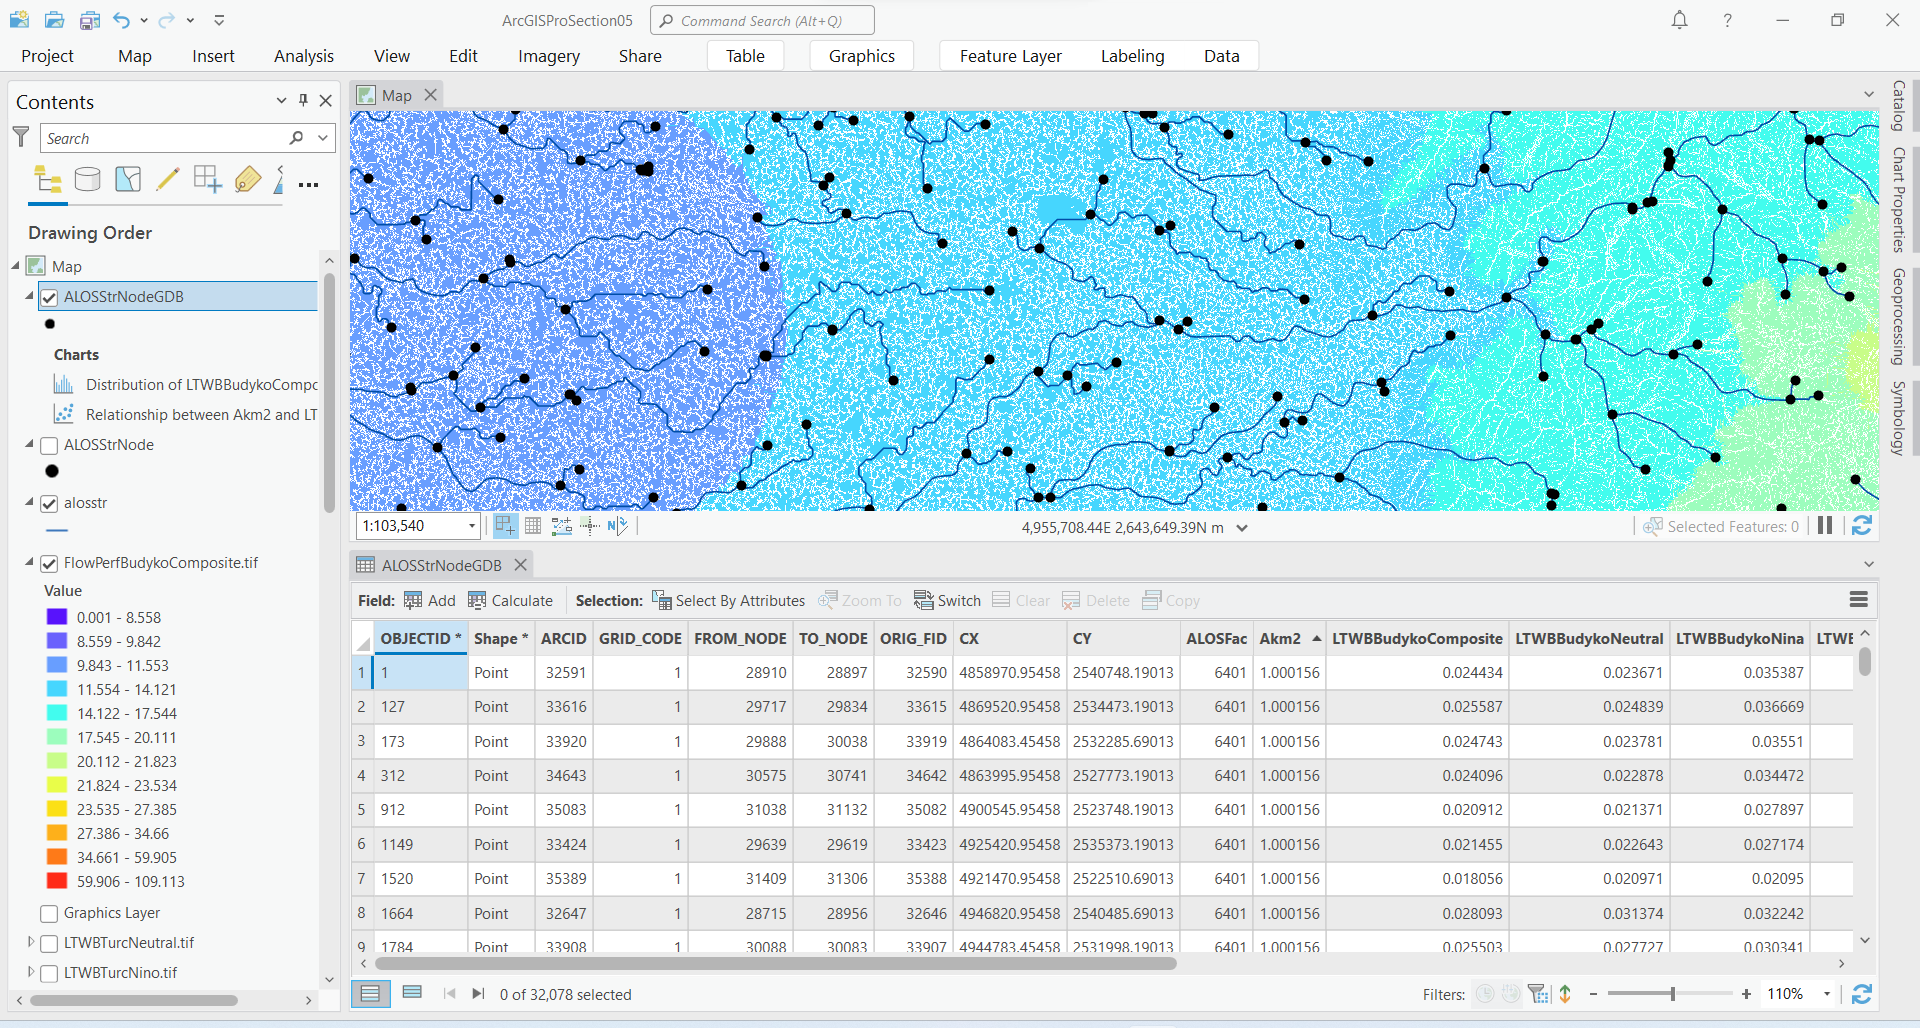 ArcGISProSection05
Command Search (Alt+Q)
?
Project Map Insert Analysis View Edit Imagery Share Table Graphics Feature Layer Labeling Data
Contents
Search
Drawing Order
Map
ALOSStrNodeGDB
Charts
Distribution of LTWBBudykoCompo
Relationship between Akm2 and LT
ALOSStrNode
alosstr
FlowPerfBudykoComposite.tif
Value
0.001 - 8.558
8.559 - 9.842
9.843 - 11.553
11.554 - 14.121
14.122 - 17.544
17.545 - 20.111
20.112 - 21.823
21.824 - 23.534
23.535 - 27.385
27.386 - 34.66
34.661 - 59.905
59.906 - 109.113
Graphics Layer
LTWBTurcNeutral.tif
LTWBTurcNino.tif
Map
1:103,540
4,955,708.44E 2,643,649.39N m
Selected Features: 0
ALOSStrNodeGDB
Field: Add Calculate Selection: Select By Attributes Zoom To Switch Clear Delete Copy
OBJECTID * Shape * ARCID GRID_CODE FROM_NODE TO_NODE ORIG_FID CX CY ALOSFac Akm2 LTWBBudykoComposite LTWBBudykoNeutral LTWBBudykoNina LTWB
1 1 Point 32591 1 28910 28897 32590 4858970.95458 2540748.19013 6401 1.000156 0.024434 0.023671 0.035387
2 127 Point 33616 1 29717 29834 33615 4869520.95458 2534473.19013 6401 1.000156 0.025587 0.024839 0.036669
3 173 Point 33920 1 29888 30038 33919 4864083.45458 2532285.69013 6401 1.000156 0.024743 0.023781 0.03551
4 312 Point 34643 1 30575 30741 34642 4863995.95458 2527773.19013 6401 1.000156 0.024096 0.022878 0.034472
5 912 Point 35083 1 31038 31132 35082 4900545.95458 2523748.19013 6401 1.000156 0.020912 0.021371 0.027897
6 1149 Point 33424 1 29639 29619 33423 4925420.95458 2535373.19013 6401 1.000156 0.021455 0.022643 0.027174
7 1520 Point 35389 1 31409 31306 35388 4921470.95458 2522510.69013 6401 1.000156 0.018056 0.020971 0.02095
8 1664 Point 32647 1 28715 28956 32646 4946820.95458 2540485.69013 6401 1.000156 0.028093 0.031374 0.032242
9 1784 Point 33908 1 30088 30083 33907 4944783.45458 2531998.19013 6401 1.000156 0.025503 0.027727 0.030341
0 of 32,078 selected
Filters:
110%
Catalog
Chart Properties
Geoprocessing
Symbology